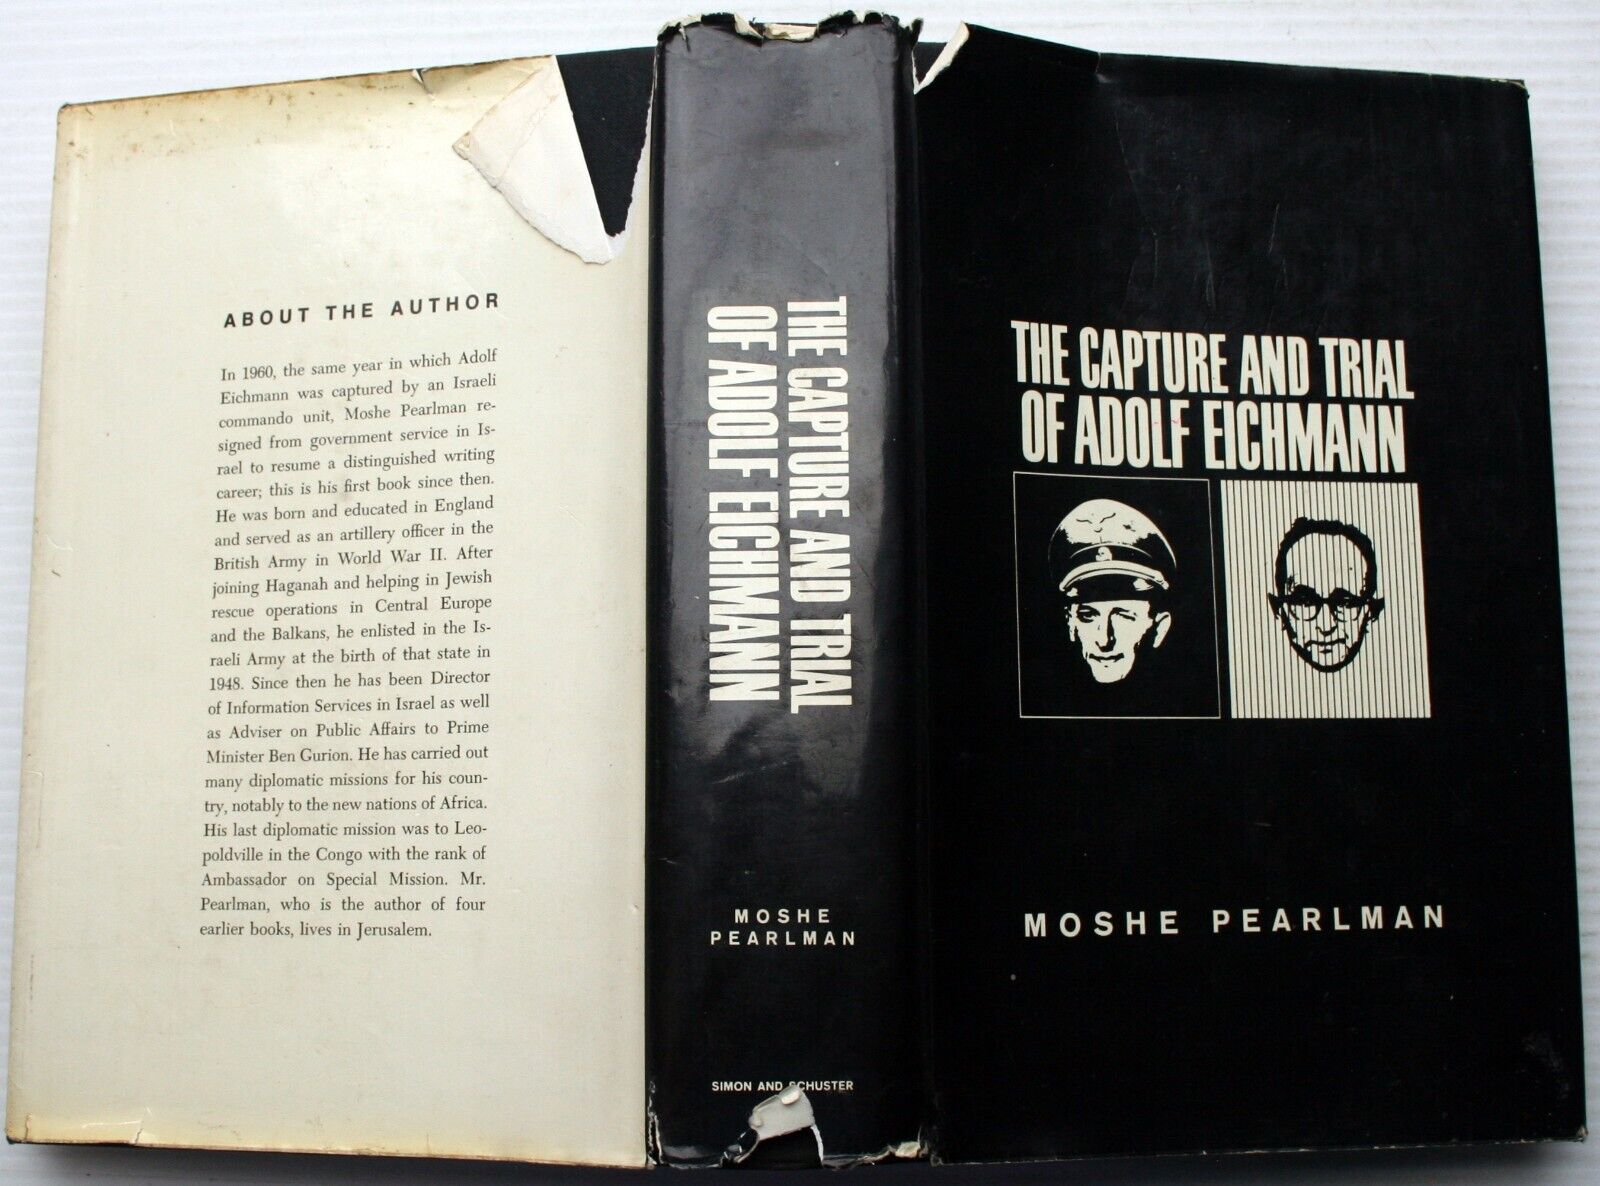 ABOUT THE AUTHOR
In 1960, the same year in which Adolf
Eichmann was captured by an Israeli
commando unit, Moshe Pearlman re-
signed from government service in Is-
rael to resume a distinguished writing
career; this is his first book since then.
He was born and educated in England
and served as an artillery officer in the
British Army in World War II. After
joining Haganah and helping in Jewish
rescue operations in Central Europe
and the Balkans, he enlisted in the Is-
raeli Army at the birth of that state in
1948. Since then he has been Director
of Information Services in Israel as well
as Adviser on Public Affairs to Prime
Minister Ben Gurion. He has carried out
many diplomatic missions for his coun-
try, notably to the new nations of Africa.
His last diplomatic mission was to Leo-
poldville in the Congo with the rank of
Ambassador on Special Mission. Mr.
Pearlman, who is the author of four
earlier books, lives in Jerusalem.
THE CAPTURE AND TRIAL
OF ADOLF EICHMANN
MOSHE
PEARLMAN
SIMON AND SCHUSTER
THE CAPTURE AND TRIAL
OF ADOLF EICHMANN
MOSHE PEARLMAN